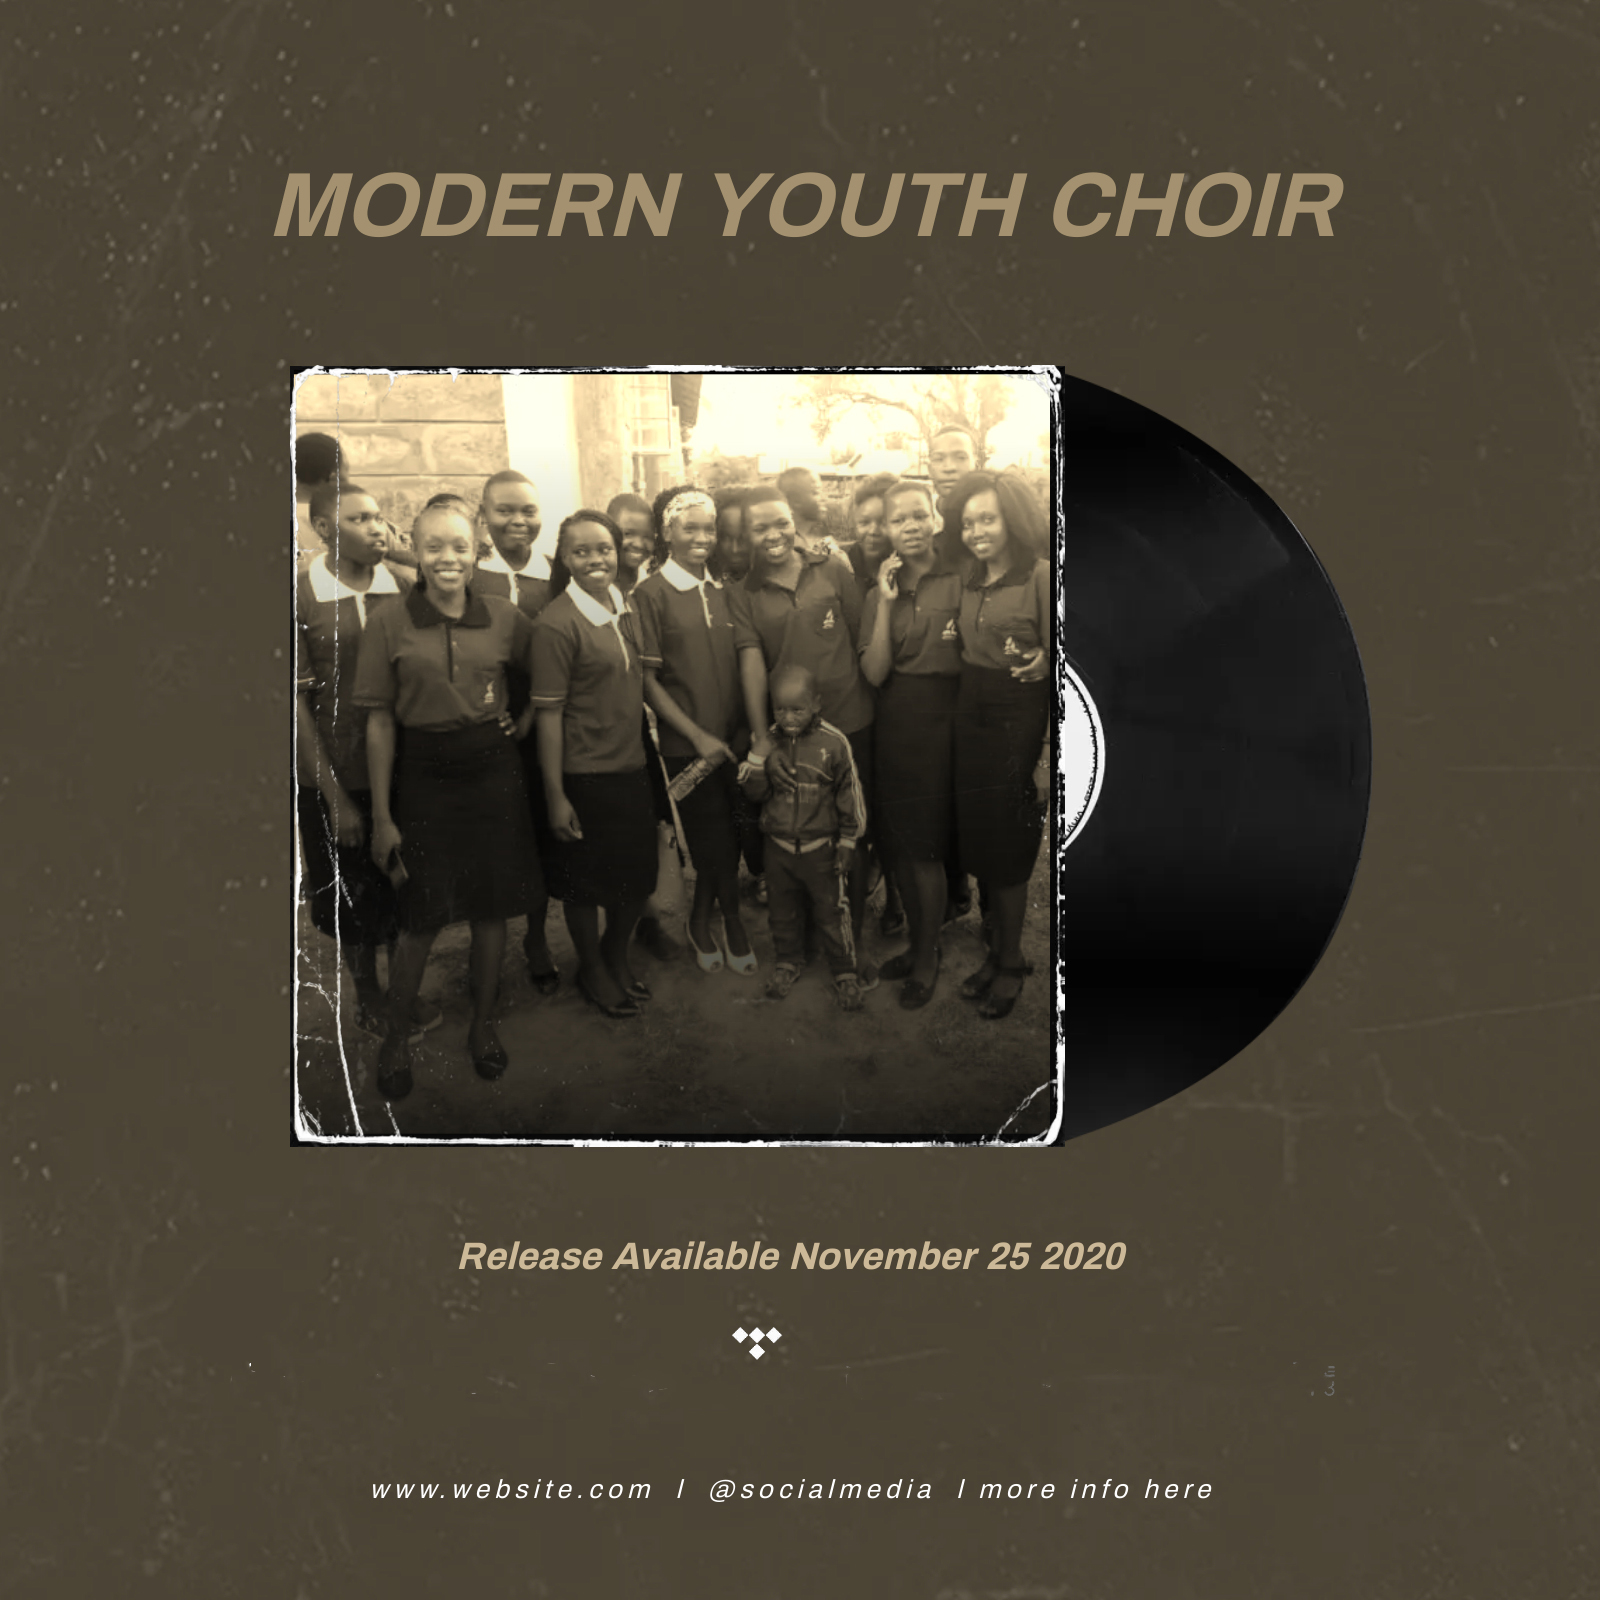 MODERN YOUTH CHOIR
Release Available November 25 2020
www.website.com l @socialmedia l more info here